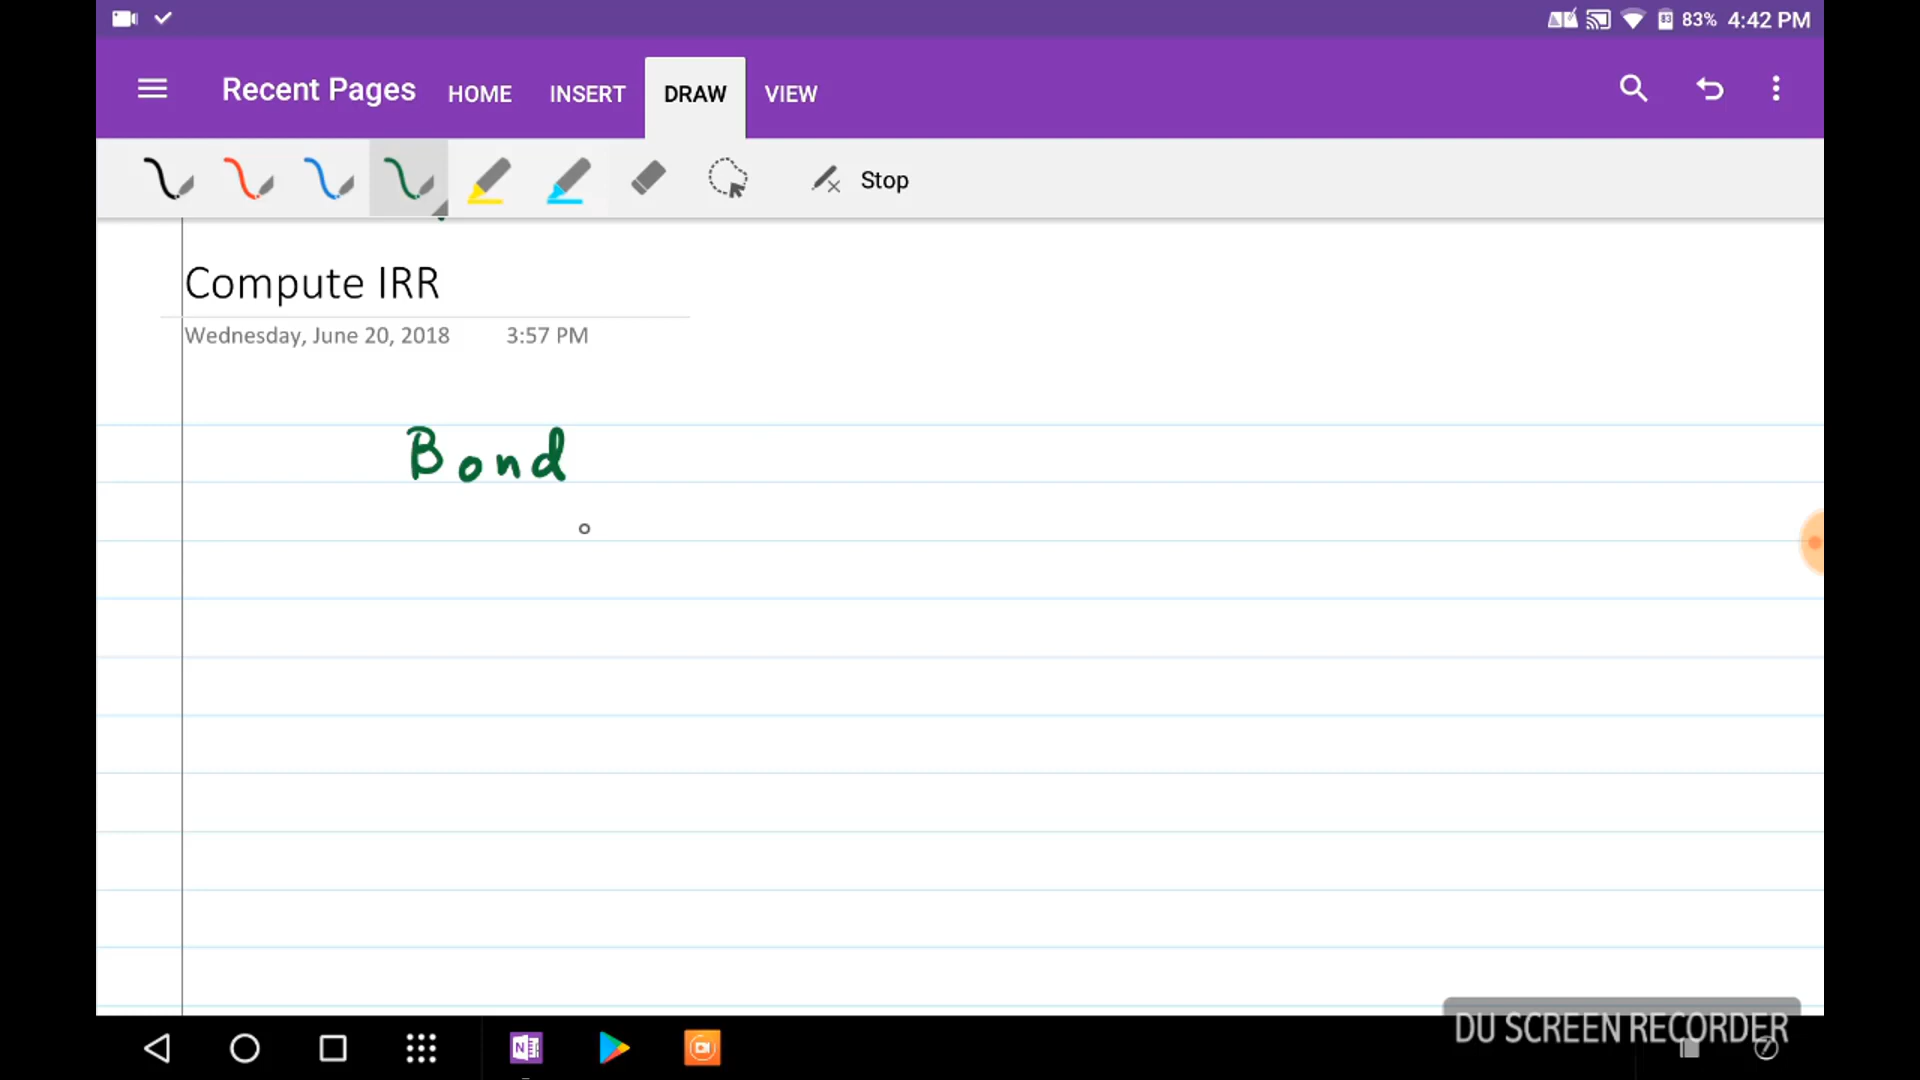 83% 4:42 PM
Recent Pages HOME INSERT DRAW VIEW
Stop
Compute IRR
Wednesday, June 20, 2018 3:57 PM
Bond
DU SCREEN RECORDER